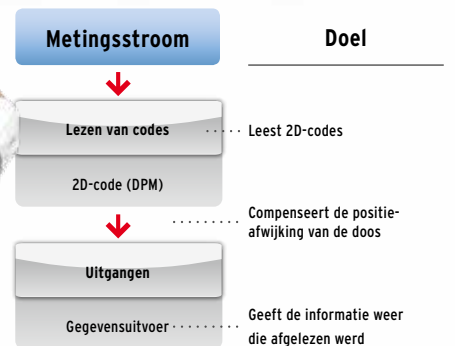 Metingsstroom
Doel
Lezen van codes
Leest 2D-codes
2D-code (DPM)
Compenseert de positie-
afwijking van de doos
Uitgangen
Gegevensuitvoer
Geeft de informatie weer
die afgelezen werd